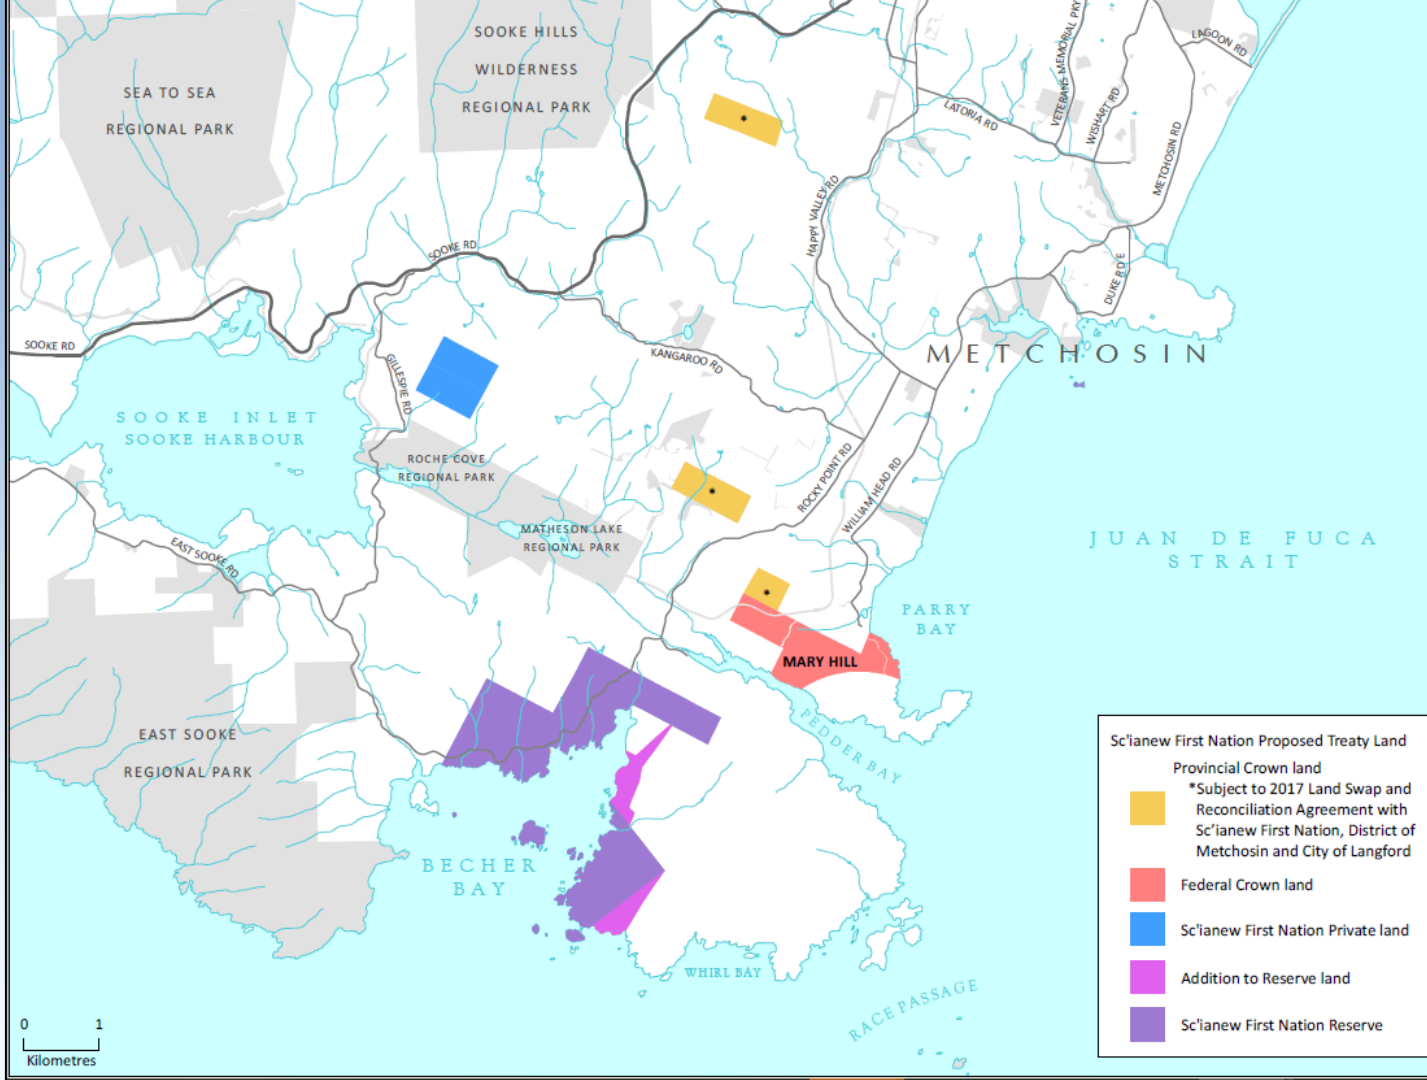 SOOKE HILLS
WILDERNESS
REGIONAL PARK
SEA TO SEA
REGIONAL PARK
VETERANS MEMORIAL PKY
LAGOON RD
LATORIA RD
WISHART RD
METCHOSIN RD
HAPPY VALLEY RD
SOOKE RD
DUKE RD E
SOOKE RD
KANGAROO RD
METCHOSIN
GILLESPIE RD
SOOKE INLET
SOOKE HARBOUR
ROCHE COVE
REGIONAL PARK
ROCKY POINT RD
WILLIAM HEAD RD
MATHESON LAKE
REGIONAL PARK
JUAN DE FUCA
STRAIT
EAST SOOKE RD
PARRY
BAY
MARY HILL
PEDDER BAY
EAST SOOKE
REGIONAL PARK
BECHER
BAY
WHIRL BAY
RACE PASSAGE
0 1
Kilometres
Sc'ianew First Nation Proposed Treaty Land
Provincial Crown land
*Subject to 2017 Land Swap and
Reconciliation Agreement with
Sc'ianew First Nation, District of
Metchosin and City of Langford
Federal Crown land
Sc'ianew First Nation Private land
Addition to Reserve land
Sc'ianew First Nation Reserve